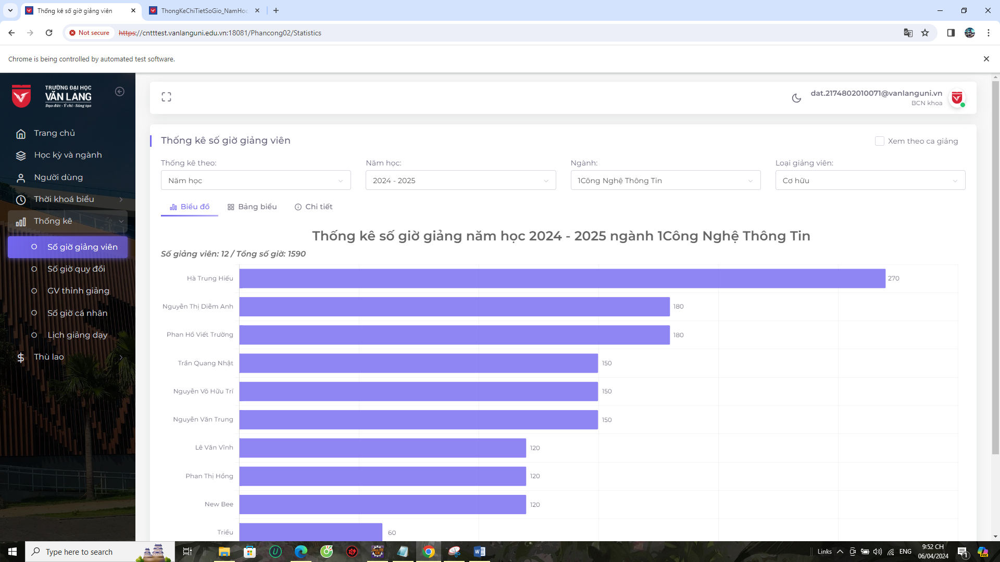 Thống kê số giờ giảng viên
ThongKeChiTietSoGio_NamHoc
Not secure
https://cntttest.vanlanguni.edu.vn:18081/Phancong02/Statistics
Chrome is being controlled by automated test software.
TRƯỜNG ĐẠI HỌC
VĂN LANG
Đạo đức - Ý chí - Sáng tạo
dat.2174802010071@vanlanguni.vn
BCN khoa
Trang chủ
Học kỳ và ngành
Người dùng
Thời khoá biểu
Thống kê
Số giờ giảng viên
Số giờ quy đổi
GV thỉnh giảng
Số giờ cá nhân
Lịch giảng dạy
Thù lao
Thống kê số giờ giảng viên
Xem theo ca giảng
Thống kê theo:
Năm học:
Ngành:
Loại giảng viên:
Năm học
2024 - 2025
1Công Nghệ Thông Tin
Cơ hữu
Biểu đồ
Bảng biểu
Chi tiết
Thống kê số giờ giảng năm học 2024 - 2025 ngành 1Công Nghệ Thông Tin
Số giảng viên: 12 / Tổng số giờ: 1590
Hà Trung Hiếu 270
Nguyễn Thị Diễm Anh 180
Phan Hồ Viết Trường 180
Trần Quang Nhật 150
Nguyễn Võ Hữu Trí 150
Nguyễn Văn Trung 150
Lê Văn Vĩnh 120
Phan Thị Hồng 120
New Bee 120
Triều 60
Type here to search
Links
ENG
9:52 CH
06/04/2024
1